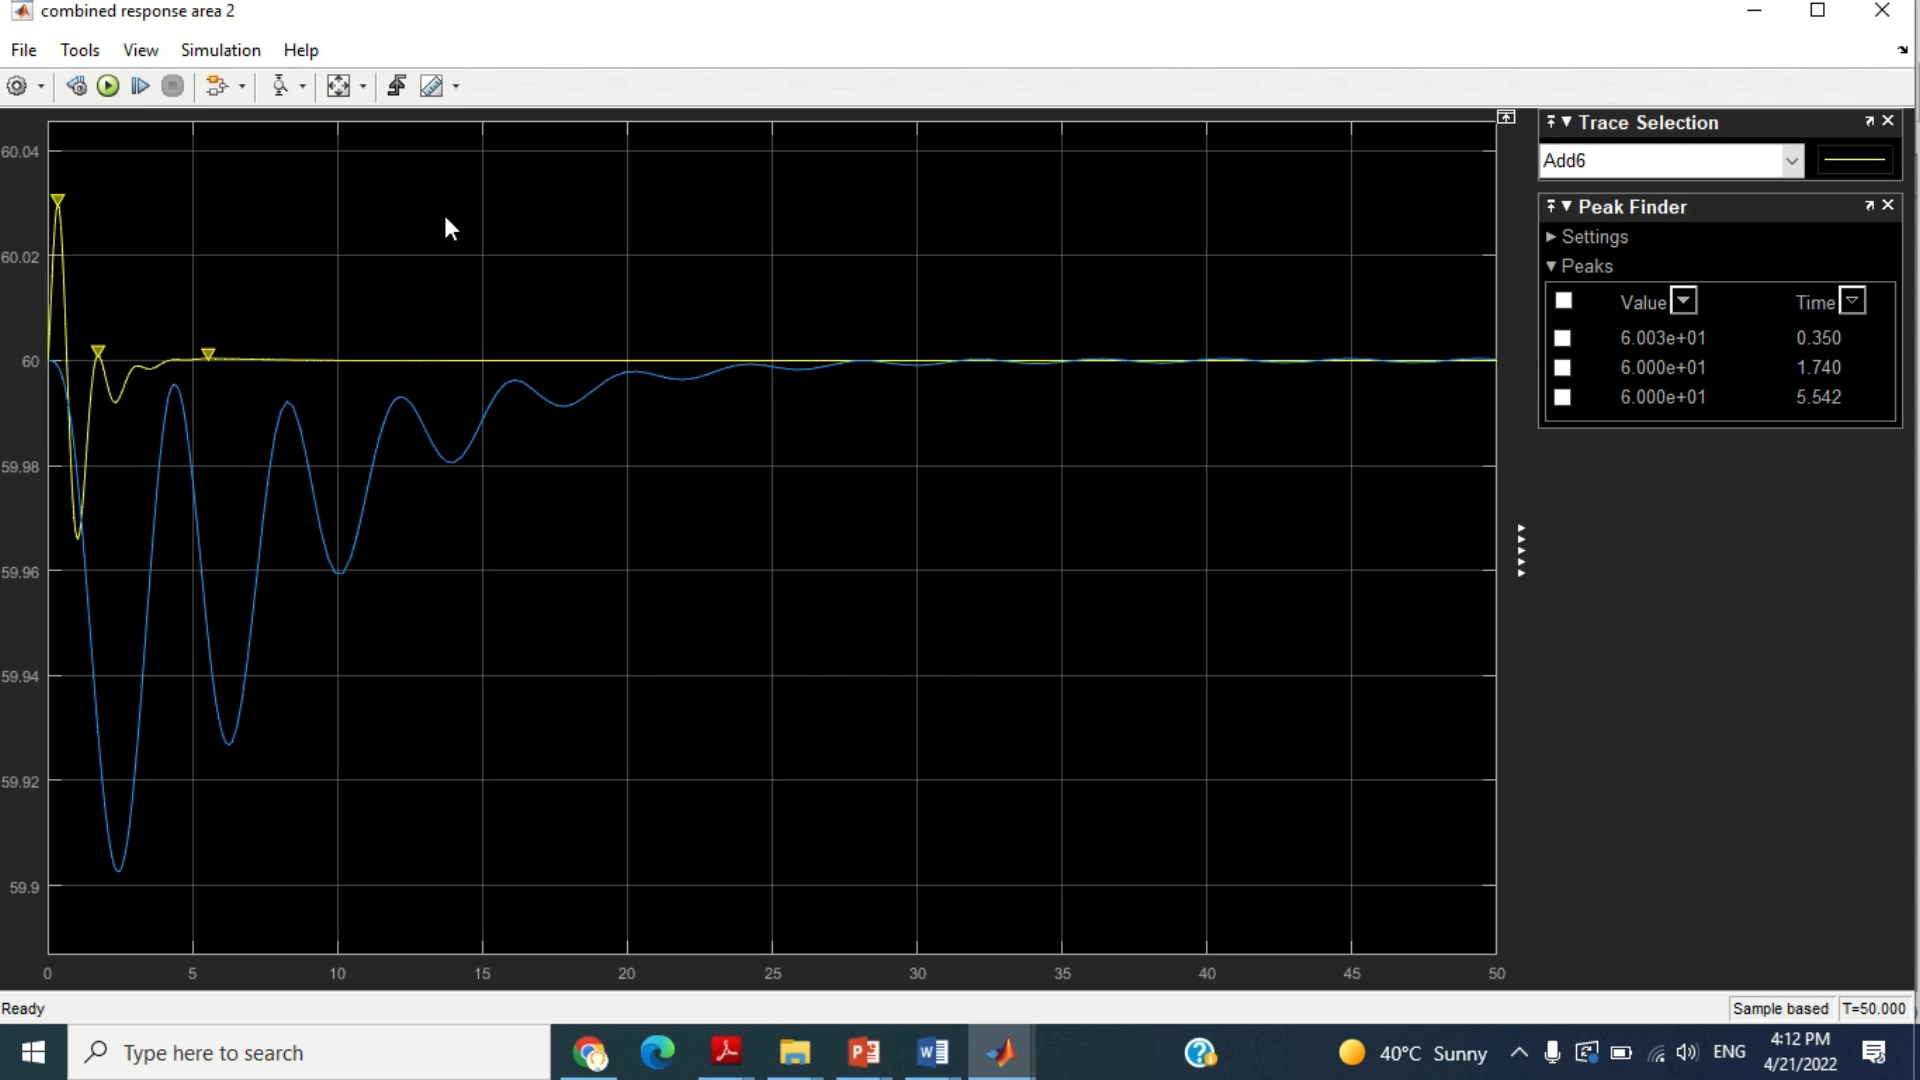 combined response area 2
File Tools View Simulation Help
60.04
60.02
60
59.98
59.96
59.94
59.92
59.9
0 5 10 15 20 25 30 35 40 45 50
Trace Selection
Add6
Peak Finder
Settings
Peaks
Value Time
6.003e+01 0.350
6.000e+01 1.740
6.000e+01 5.542
Ready
Sample based T=50.000
Type here to search
40°C Sunny
ENG
4:12 PM
4/21/2022